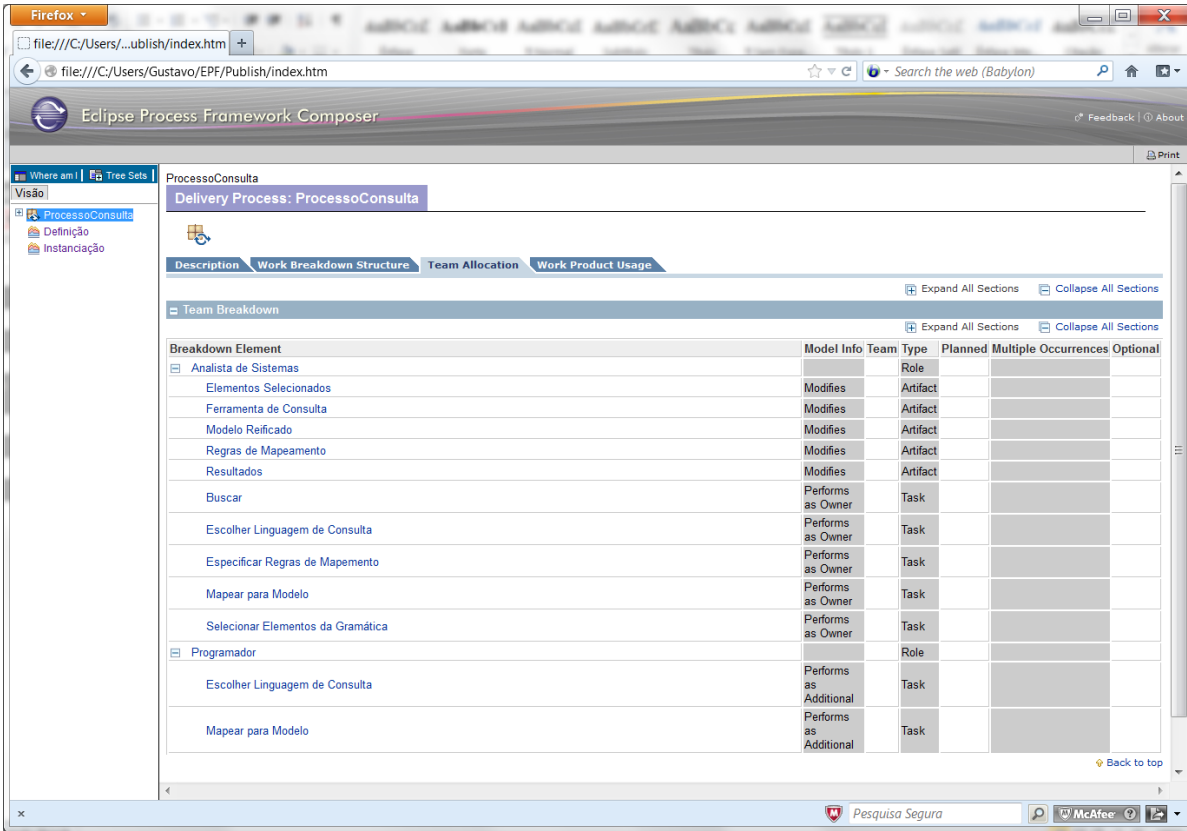 Firefox
file:///C:/Users/...ublish/index.htm +
file:///C:/Users/Gustavo/EPF/Publish/index.htm
Search the web (Babylon)
Eclipse Process Framework Composer
Feedback | About
Print
Where am I Tree Sets
Visão
ProcessoConsulta
Definição
Instanciação
ProcessoConsulta
Delivery Process: ProcessoConsulta
Description Work Breakdown Structure Team Allocation Work Product Usage
Expand All Sections Collapse All Sections
Team Breakdown
Expand All Sections Collapse All Sections
Breakdown Element Model Info Team Type Planned Multiple Occurrences Optional
Analista de Sistemas Role
Elementos Selecionados Modifies Artifact
Ferramenta de Consulta Modifies Artifact
Modelo Reificado Modifies Artifact
Regras de Mapeamento Modifies Artifact
Resultados Modifies Artifact
Buscar Performs as Owner Task
Escolher Linguagem de Consulta Performs as Owner Task
Especificar Regras de Mapemento Performs as Owner Task
Mapear para Modelo Performs as Owner Task
Selecionar Elementos da Gramática Performs as Owner Task
Programador Role
Escolher Linguagem de Consulta Performs as Additional Task
Mapear para Modelo Performs as Additional Task
Back to top
x
Pesquisa Segura
McAfee